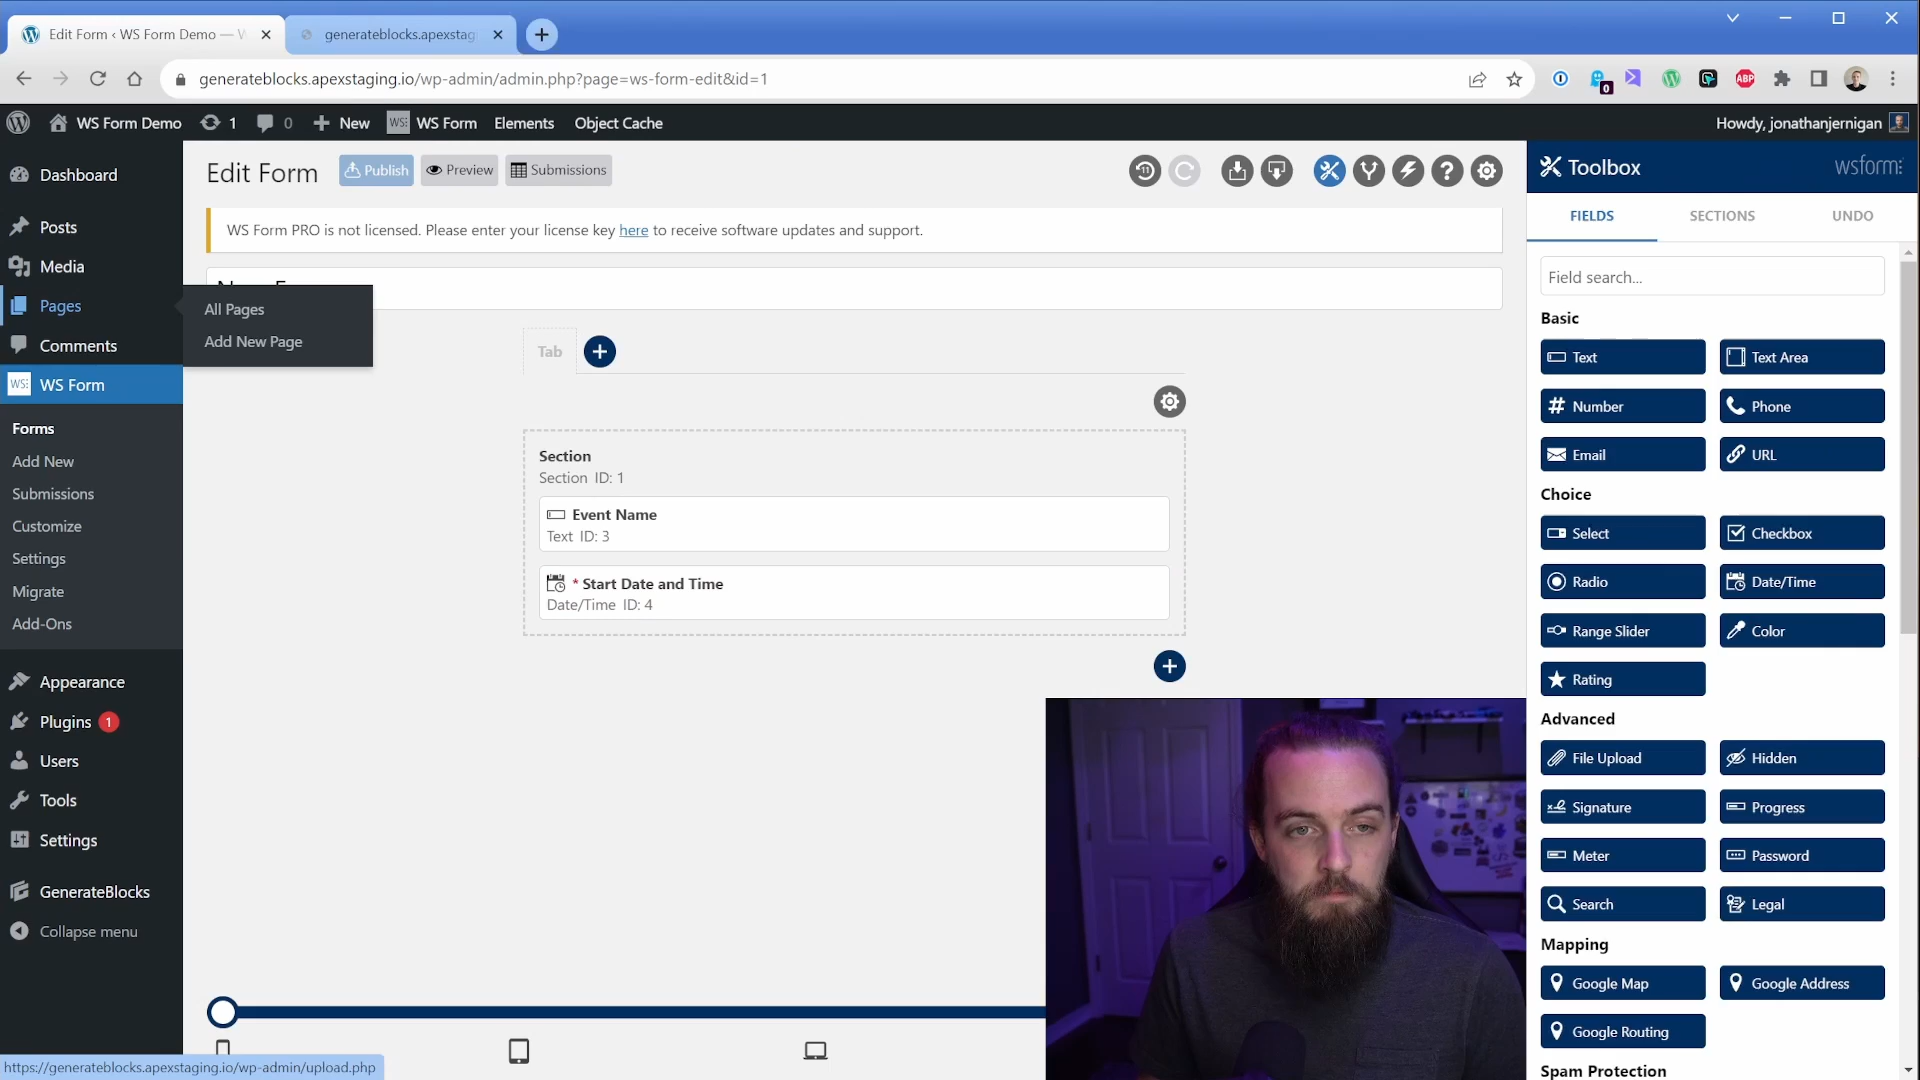 Edit Form ‹ WS Form Demo — W
generateblocks.apexstag
generateblocks.apexstaging.io/wp-admin/admin.php?page=ws-form-edit&id=1
0
ABP
WS Form Demo
1
0
New
WS:
WS Form
Elements
Object Cache
Howdy, jonathanjernigan
Dashboard
Posts
Media
Pages
Comments
WS: WS Form
Forms
Add New
Submissions
Customize
Settings
Migrate
Add-Ons
Appearance
Plugins 1
Users
Tools
Settings
GenerateBlocks
Collapse menu
https://generateblocks.apexstaging.io/wp-admin/upload.php
All Pages
Add New Page
Edit Form
Publish
Preview
Submissions
11
WS Form PRO is not licensed. Please enter your license key here to receive software updates and support.
Tab
Section
Section ID: 1
Event Name
Text ID: 3
* Start Date and Time
Date/Time ID: 4
Toolbox
wsform:
FIELDS
SECTIONS
UNDO
Field search...
Basic
Text
Text Area
Number
Phone
Email
URL
Choice
Select
Checkbox
Radio
Date/Time
Range Slider
Color
Rating
Advanced
File Upload
Hidden
Signature
Progress
Meter
Password
Search
Legal
Mapping
Google Map
Google Address
Google Routing
Spam Protection